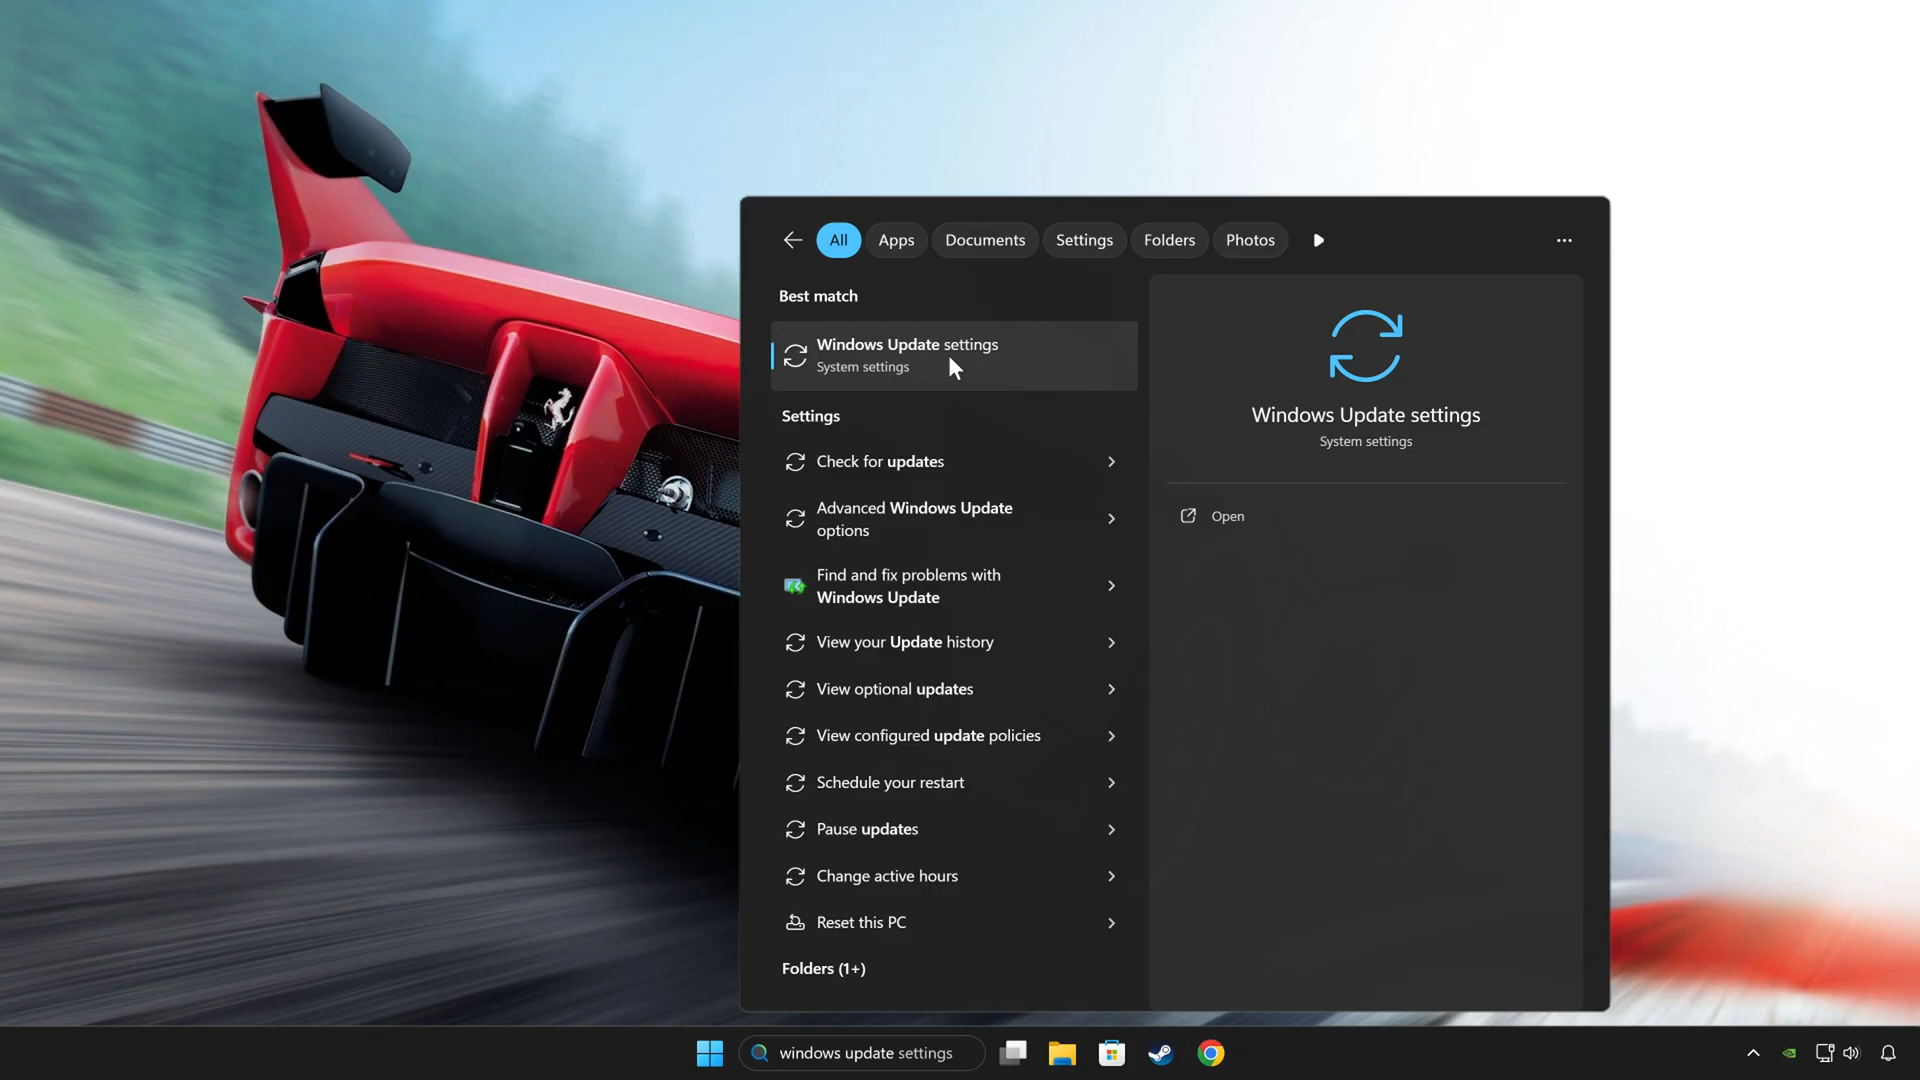 All
Apps
Documents
Settings
Folders
Photos
Best match
Windows Update settings
System settings
Settings
Check for updates
Advanced Windows Update
options
Find and fix problems with
Windows Update
View your Update history
View optional updates
View configured update policies
Schedule your restart
Pause updates
Change active hours
Reset this PC
Folders (1+)
Windows Update settings
System settings
Open
windows update settings